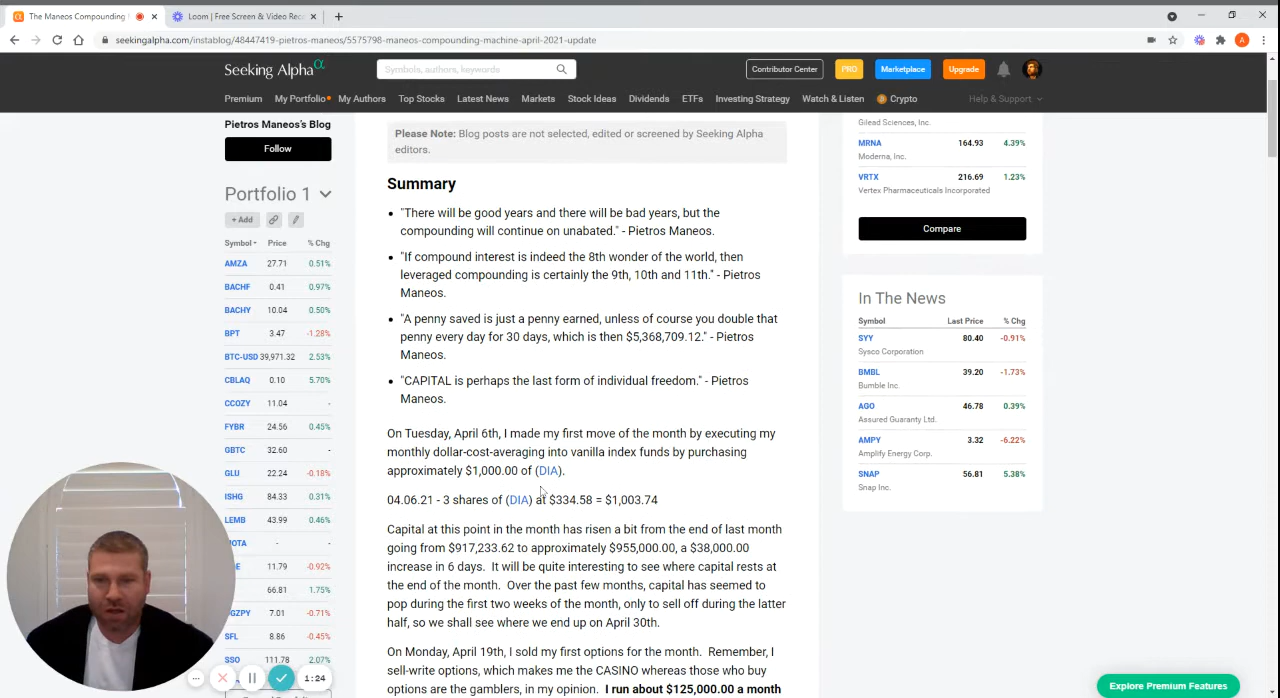 The Maneos Compounding
Loom | Free Screen & Video Rec
seekingalpha.com/instablog/48447419-pietros-maneos/5575798-maneos-compounding-machine-april-2021-update
A
Seeking Alpha α
Symbols, authors, keywords
Contributor Center
PRO
Marketplace
Upgrade
Premium
My Portfolio
My Authors
Top Stocks
Latest News
Markets
Stock Ideas
Dividends
ETFs
Investing Strategy
Watch & Listen
Crypto
Help & Support
Pietros Maneos's Blog
Follow
Portfolio 1
+ Add
Symbol Price % Chg
AMZA 27.71 0.51%
BACHF 0.41 0.97%
BACHY 10.04 0.50%
BPT 3.47 -1.28%
BTC-USD 39,971.32 2.53%
CBLAQ 0.10 5.70%
CCOZY 11.04 -
FYBR 24.56 0.45%
GBTC 32.60 -
GLU 22.24 -0.18%
ISHG 84.33 0.31%
LEMB 43.99 0.46%
- -
11.79 -0.92%
66.81 1.75%
GZPY 7.01 -0.71%
SFL 8.86 -0.45%
SSO 111.78 2.07%
1:24
Please Note: Blog posts are not selected, edited or screened by Seeking Alpha
editors.
Summary
• "There will be good years and there will be bad years, but the
compounding will continue on unabated." - Pietros Maneos.
• "If compound interest is indeed the 8th wonder of the world, then
leveraged compounding is certainly the 9th, 10th and 11th." - Pietros
Maneos.
• "A penny saved is just a penny earned, unless of course you double that
penny every day for 30 days, which is then $5,368,709.12." - Pietros
Maneos.
• "CAPITAL is perhaps the last form of individual freedom." - Pietros
Maneos.
On Tuesday, April 6th, I made my first move of the month by executing my
monthly dollar-cost-averaging into vanilla index funds by purchasing
approximately $1,000.00 of (DIA).
04.06.21 - 3 shares of (DIA) at $334.58 = $1,003.74
Capital at this point in the month has risen a bit from the end of last month
going from $917,233.62 to approximately $955,000.00, a $38,000.00
increase in 6 days. It will be quite interesting to see where capital rests at
the end of the month. Over the past few months, capital has seemed to
pop during the first two weeks of the month, only to sell off during the latter
half, so we shall see where we end up on April 30th.
On Monday, April 19th, I sold my first options for the month. Remember, I
sell-write options, which makes me the CASINO whereas those who buy
options are the gamblers, in my opinion. I run about $125,000.00 a month
Gilead Sciences, Inc.
MRNA 164.93 4.39%
Moderna, Inc.
VRTX 216.69 1.23%
Vertex Pharmaceuticals Incorporated
Compare
In The News
Symbol Last Price % Chg
SYY 80.40 -0.91%
Sysco Corporation
BMBL 39.20 -1.73%
Bumble Inc.
AGO 46.78 0.39%
Assured Guaranty Ltd.
AMPY 3.32 -6.22%
Amplify Energy Corp.
SNAP 56.81 5.38%
Snap Inc.
Explore Premium Features